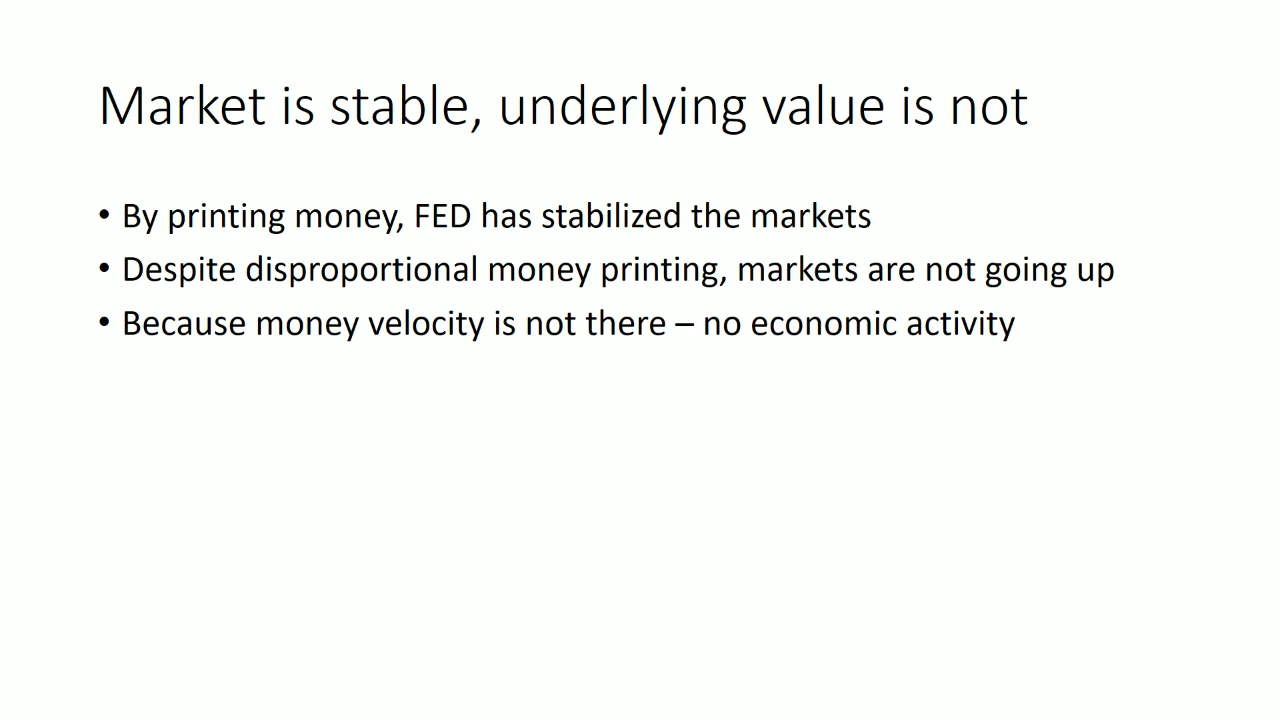 Market is stable, underlying value is not
• By printing money, FED has stabilized the markets
• Despite disproportional money printing, markets are not going up
• Because money velocity is not there – no economic activity